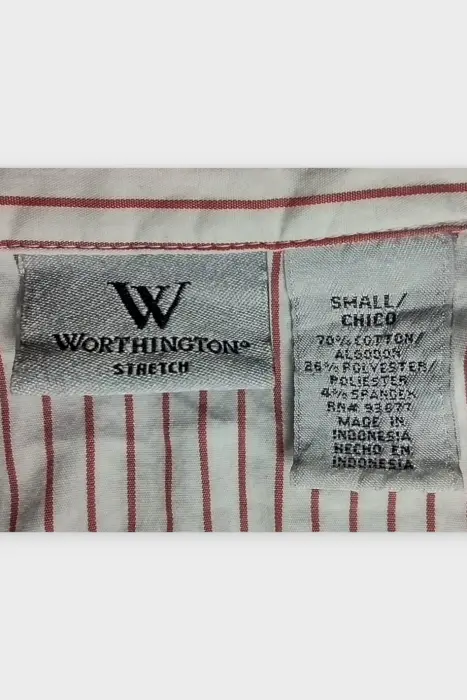 W
WORTHINGTON®
STRETCH
SMALL/
CHICO
70% COTTON/
ALGODON
26% POLYESTER/
POLIESTER
4% SPANDEX
RN# 93677
MADE IN
INDONESIA
HECHO EN
INDONESIA